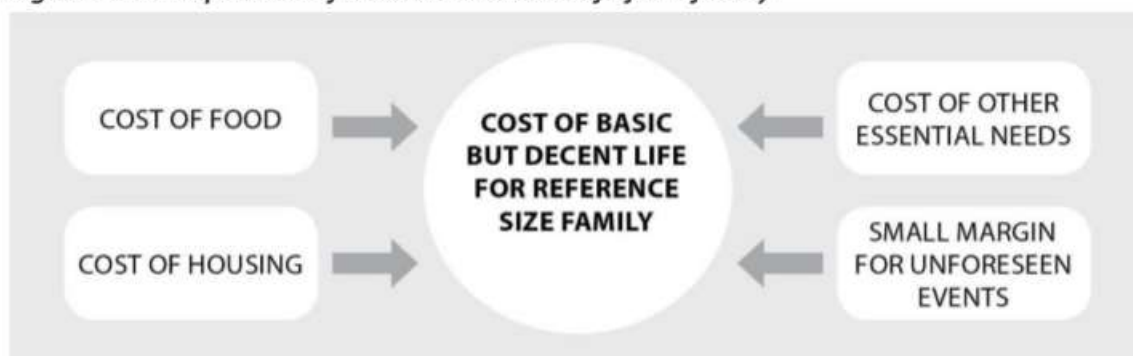 COST OF FOOD
COST OF HOUSING
COST OF BASIC
BUT DECENT LIFE
FOR REFERENCE
SIZE FAMILY
COST OF OTHER
ESSENTIAL NEEDS
SMALL MARGIN
FOR UNFORESEEN
EVENTS